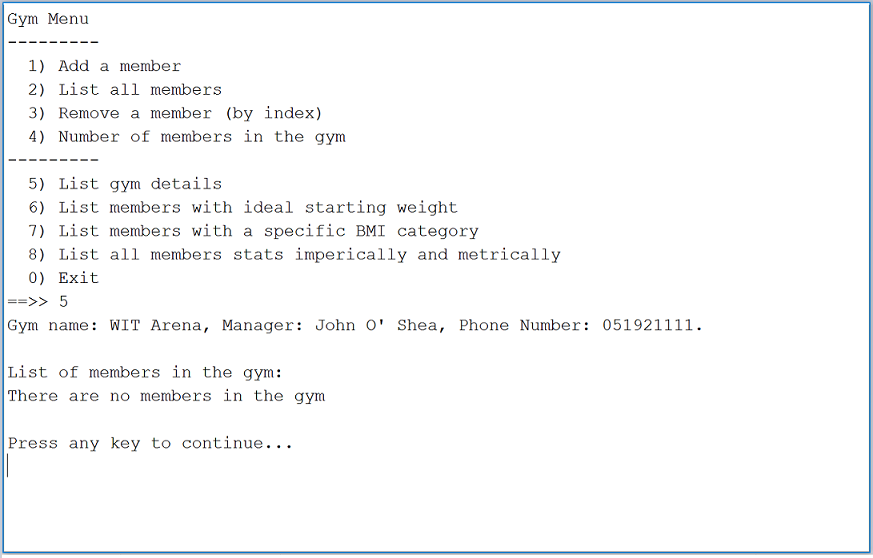 Gym Menu
---------
1) Add a member
2) List all members
3) Remove a member (by index)
4) Number of members in the gym
---------
5) List gym details
6) List members with ideal starting weight
7) List members with a specific BMI category
8) List all members stats imperically and metrically
0) Exit
==>> 5
Gym name: WIT Arena, Manager: John O' Shea, Phone Number: 051921111.
List of members in the gym:
There are no members in the gym
Press any key to continue...